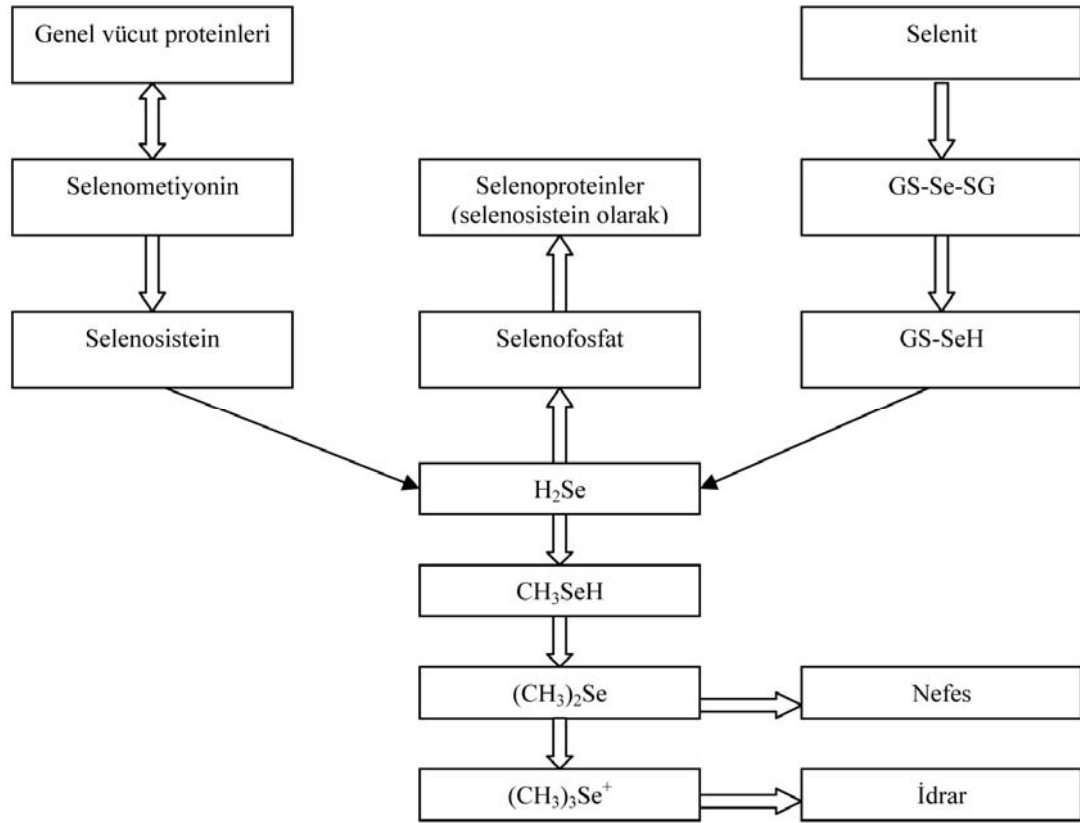 Genel vücut proteinleri
Selenit
Selenometiyonin
Selenoproteinler
(selenosistein olarak)
GS-Se-SG
Selenosistein
Selenofosfat
GS-SeH
H₂Se
CH₃SeH
(CH₃)₂Se
Nefes
(CH₃)₃Se⁺
İdrar